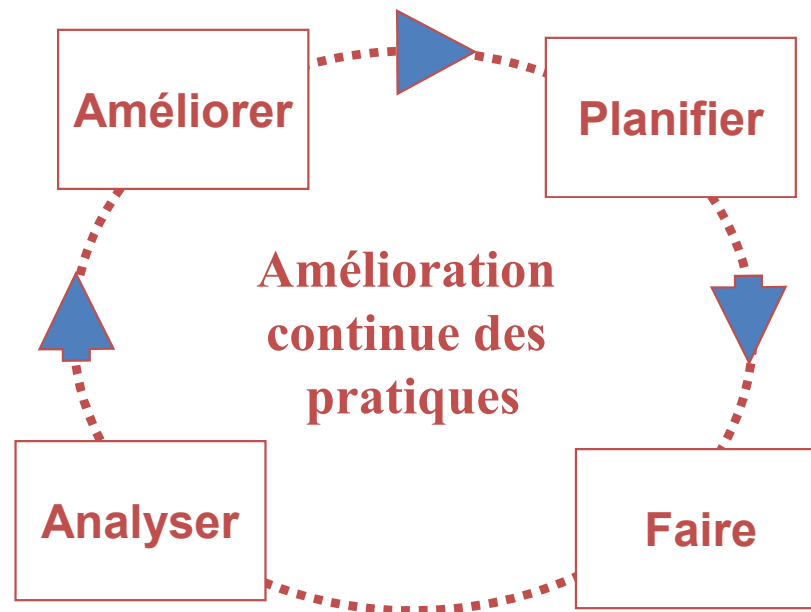 Améliorer
Planifier
Amélioration
continue des
pratiques
Analyser
Faire